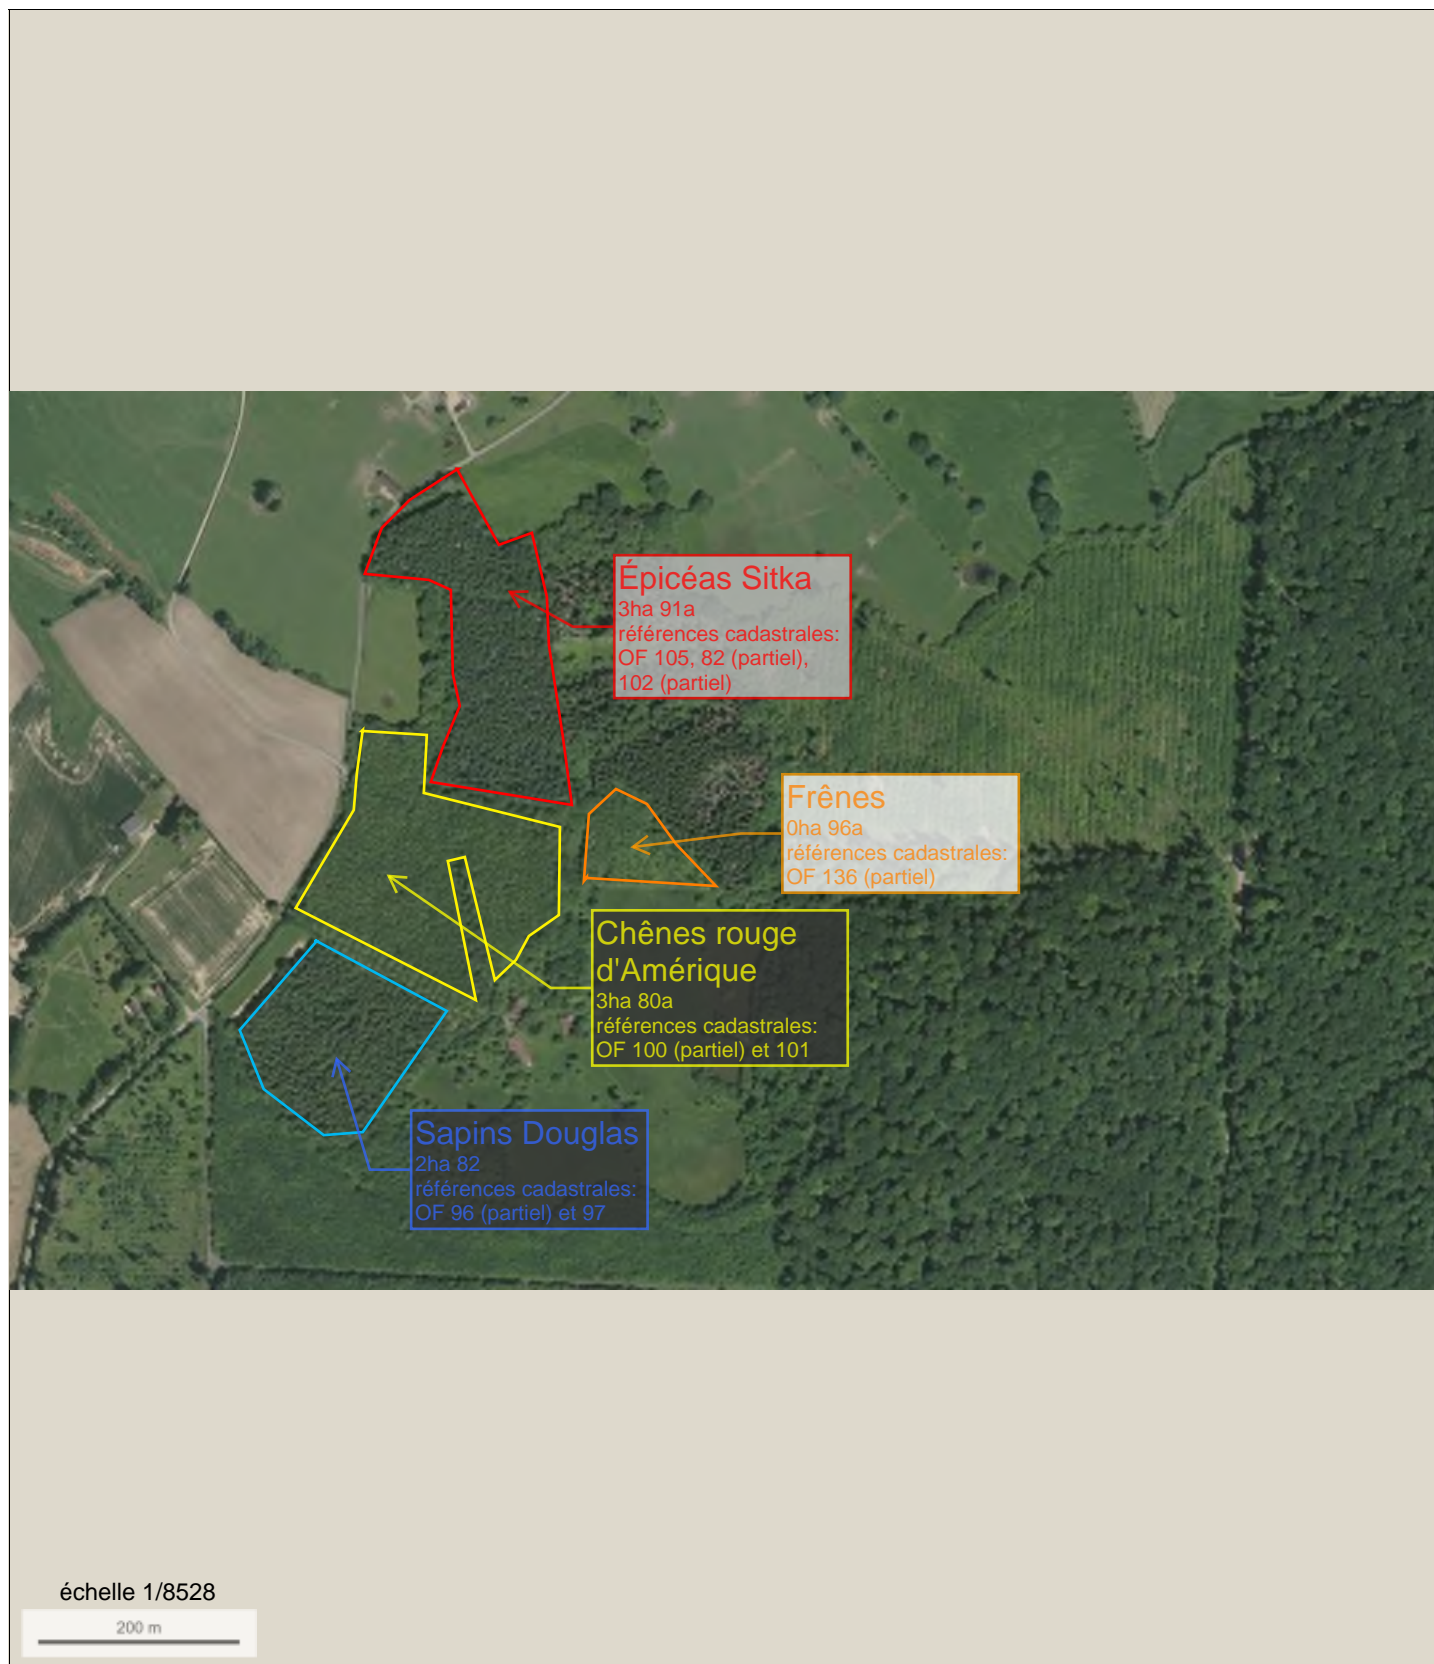 Épicéas Sitka
3ha 91a
références cadastrales:
OF 105, 82 (partiel),
102 (partiel)
Frênes
0ha 96a
références cadastrales:
OF 136 (partiel)
Chênes rouge
d'Amérique
3ha 80a
références cadastrales:
OF 100 (partiel) et 101
Sapins Douglas
2ha 82
références cadastrales:
OF 96 (partiel) et 97
échelle 1/8528
200 m